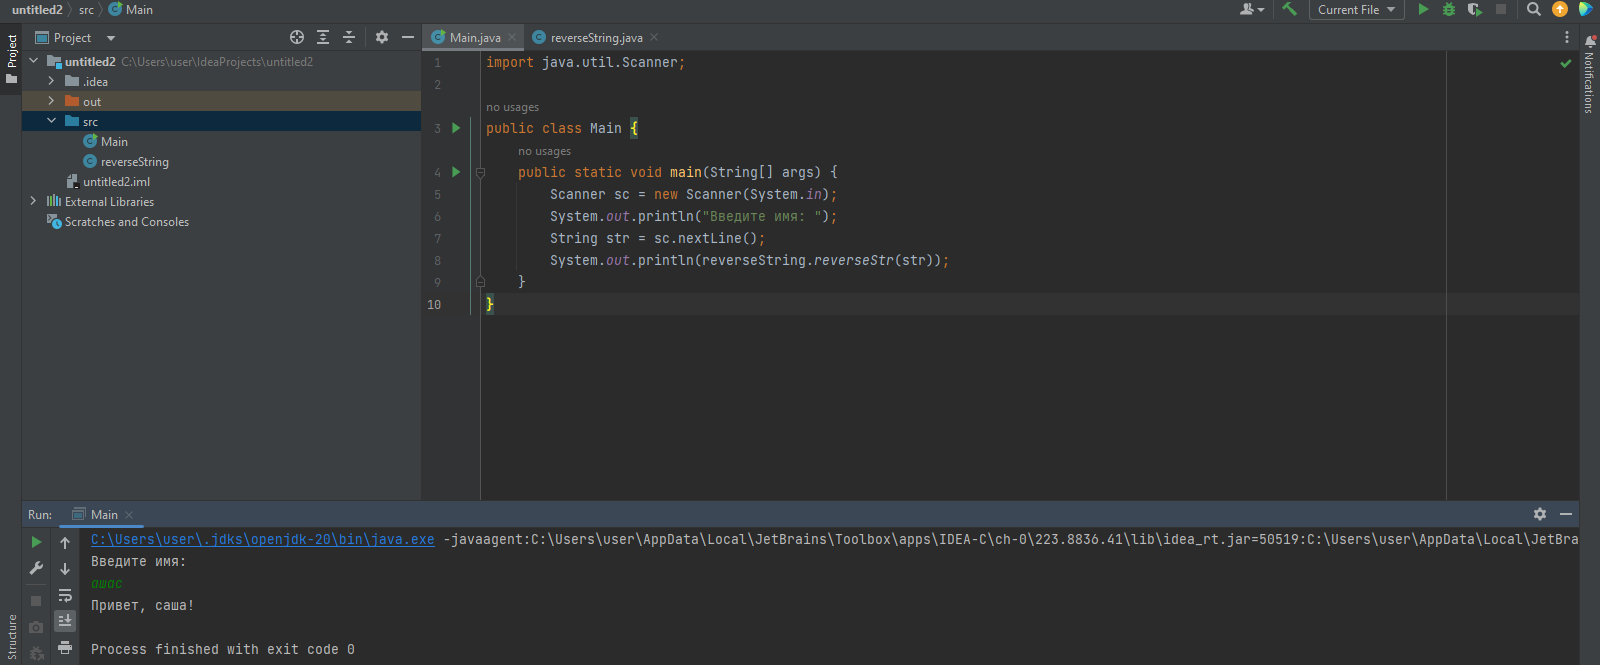 untitled2 src Main
Current File
Project
Main.java reverseString.java
Project
untitled2 C:\Users\user\IdeaProjects\untitled2
.idea
out
src
Main
reverseString
untitled2.iml
External Libraries
Scratches and Consoles
1 import java.util.Scanner;
2
no usages
3 public class Main {
no usages
4 public static void main(String[] args) {
5 Scanner sc = new Scanner(System.in);
6 System.out.println("Введите имя: ");
7 String str = sc.nextLine();
8 System.out.println(reverseString.reverseStr(str));
9 }
10 }
Notifications
Run: Main
C:\Users\user\.jdks\openjdk-20\bin\java.exe -javaagent:C:\Users\user\AppData\Local\JetBrains\Toolbox\apps\IDEA-C\ch-0\223.8836.41\lib\idea_rt.jar=50519:C:\Users\user\AppData\Local\JetBra
Введите имя:
ашас
Привет, саша!
Process finished with exit code 0
Structure